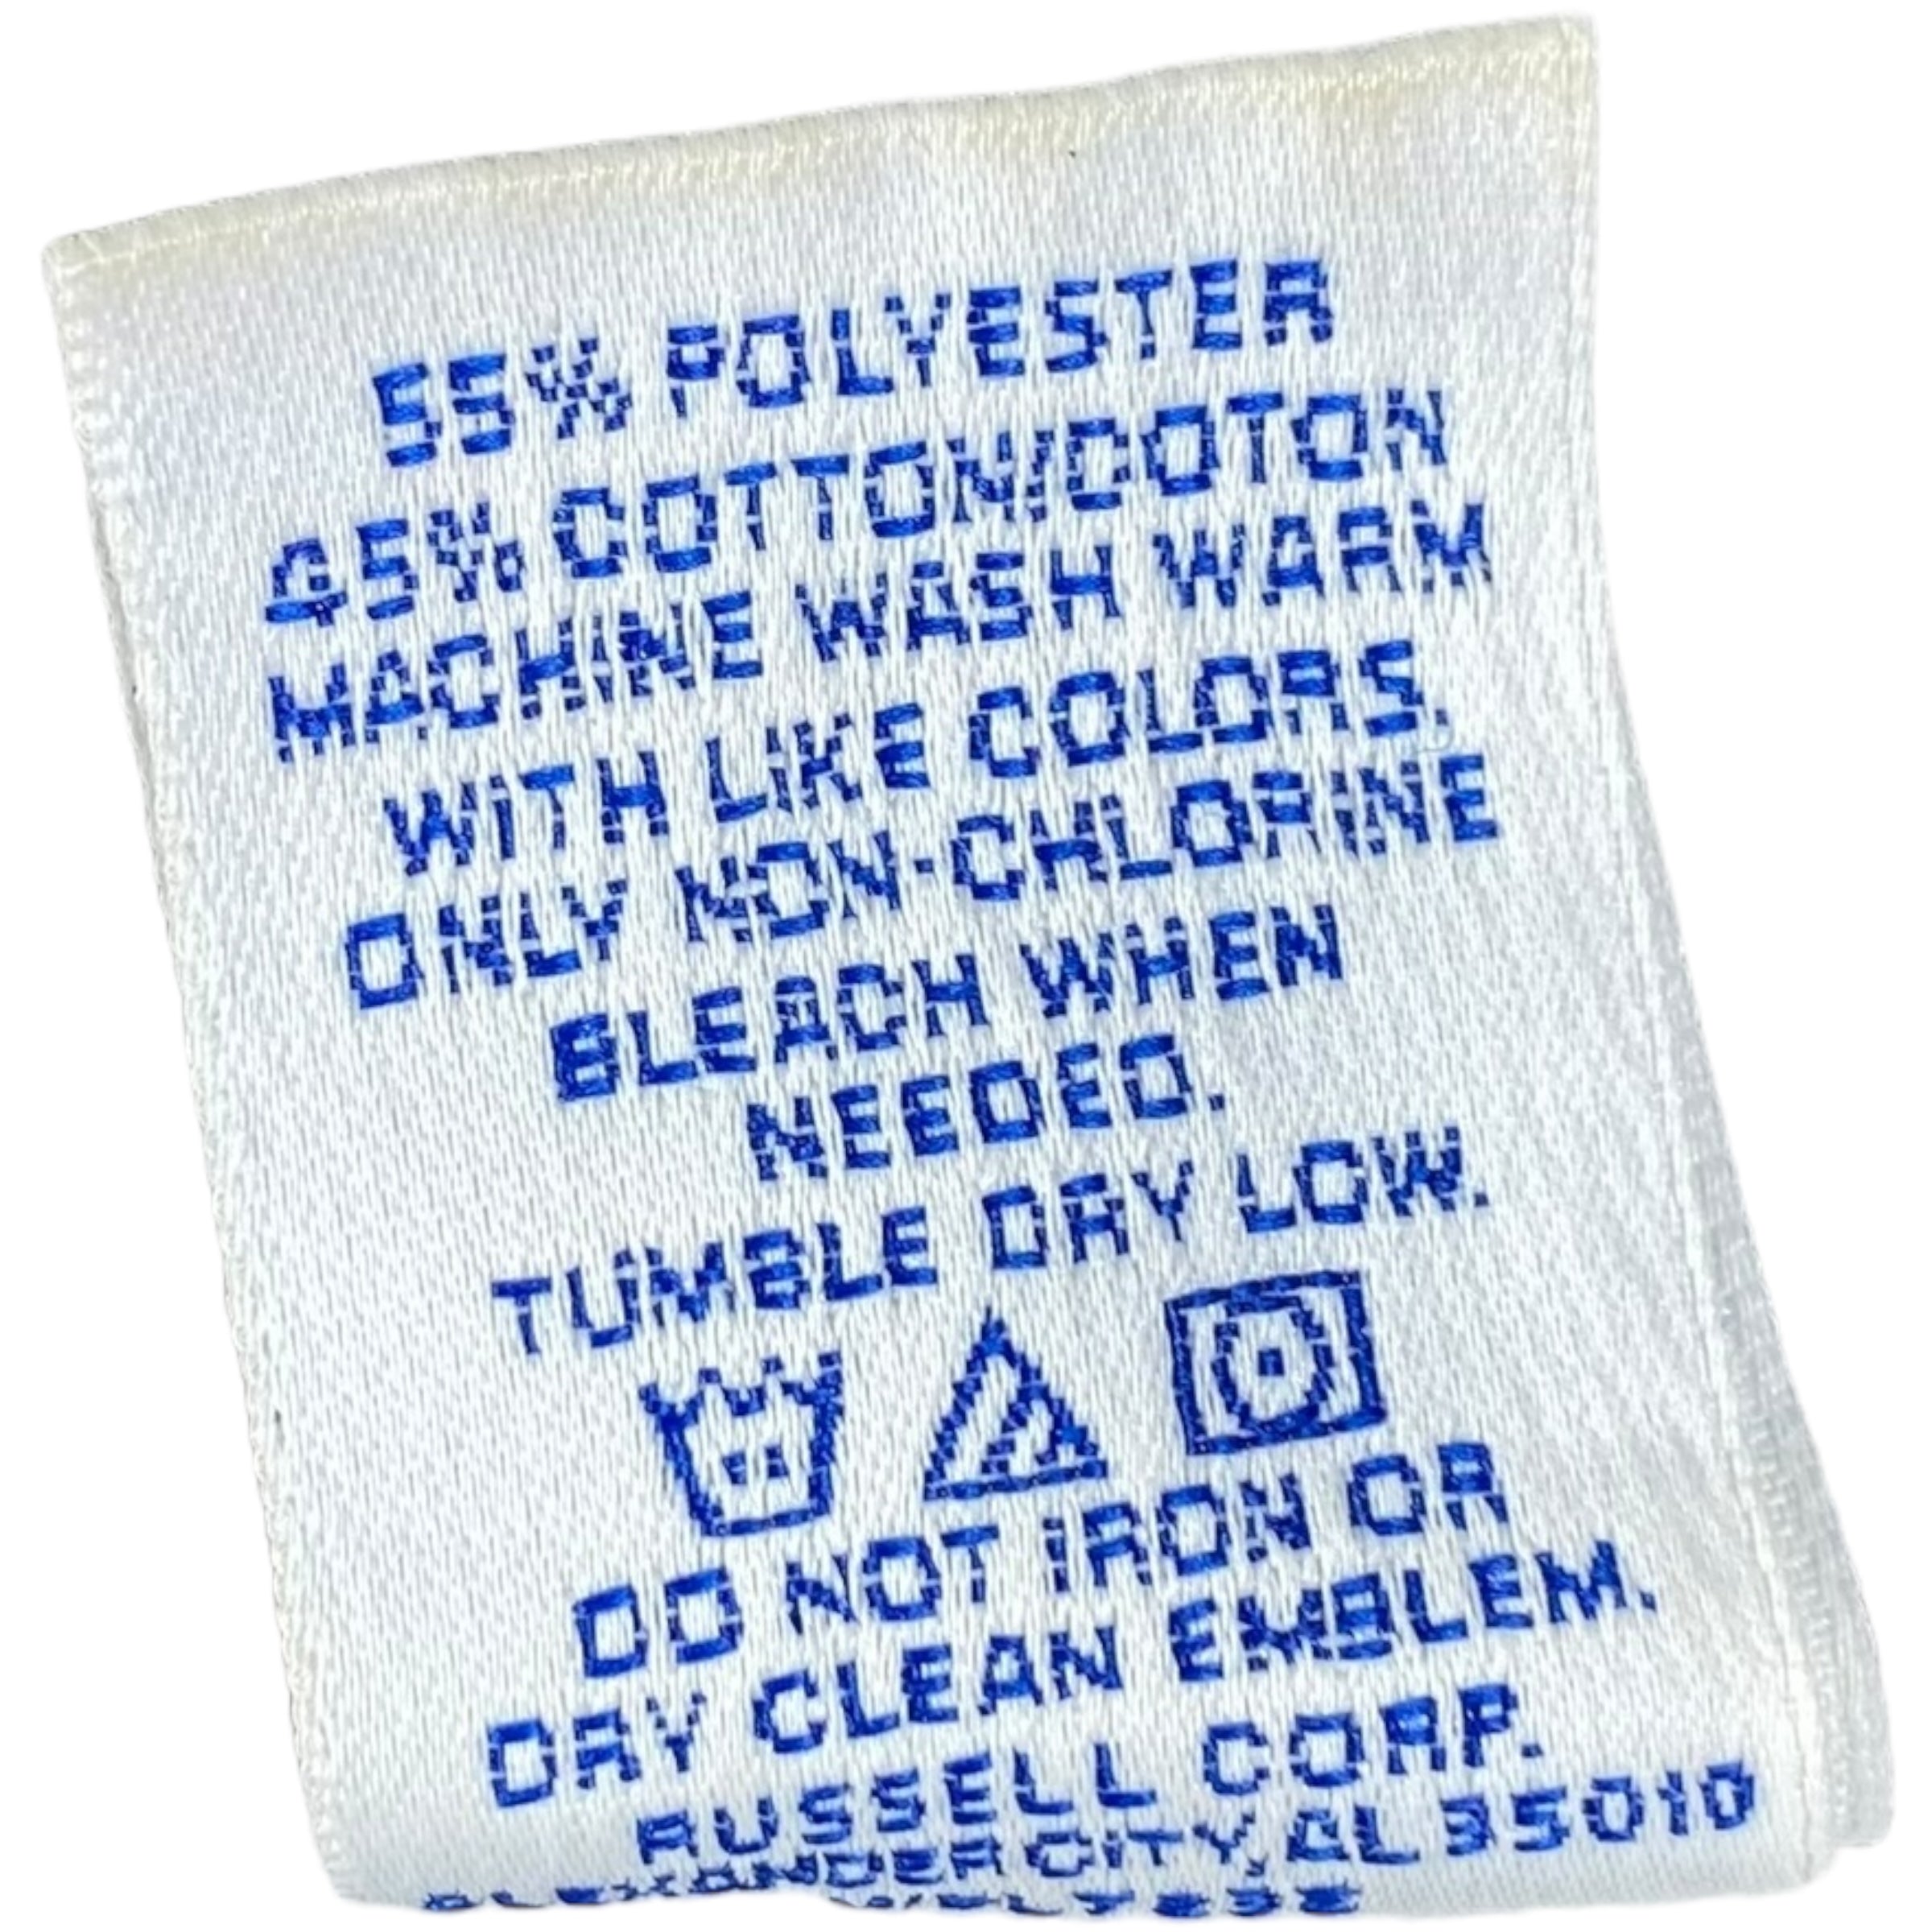 55% POLYESTER
45% COTTON/COTON
MACHINE WASH WARM
WITH LIKE COLORS.
ONLY NON-CHLORINE
BLEACH WHEN
NEEDED.
TUMBLE DRY LOW.
DO NOT IRON OR
DRY CLEAN EMBLEM.
RUSSELL CORP.
ALEXANDER CITY, AL 35010